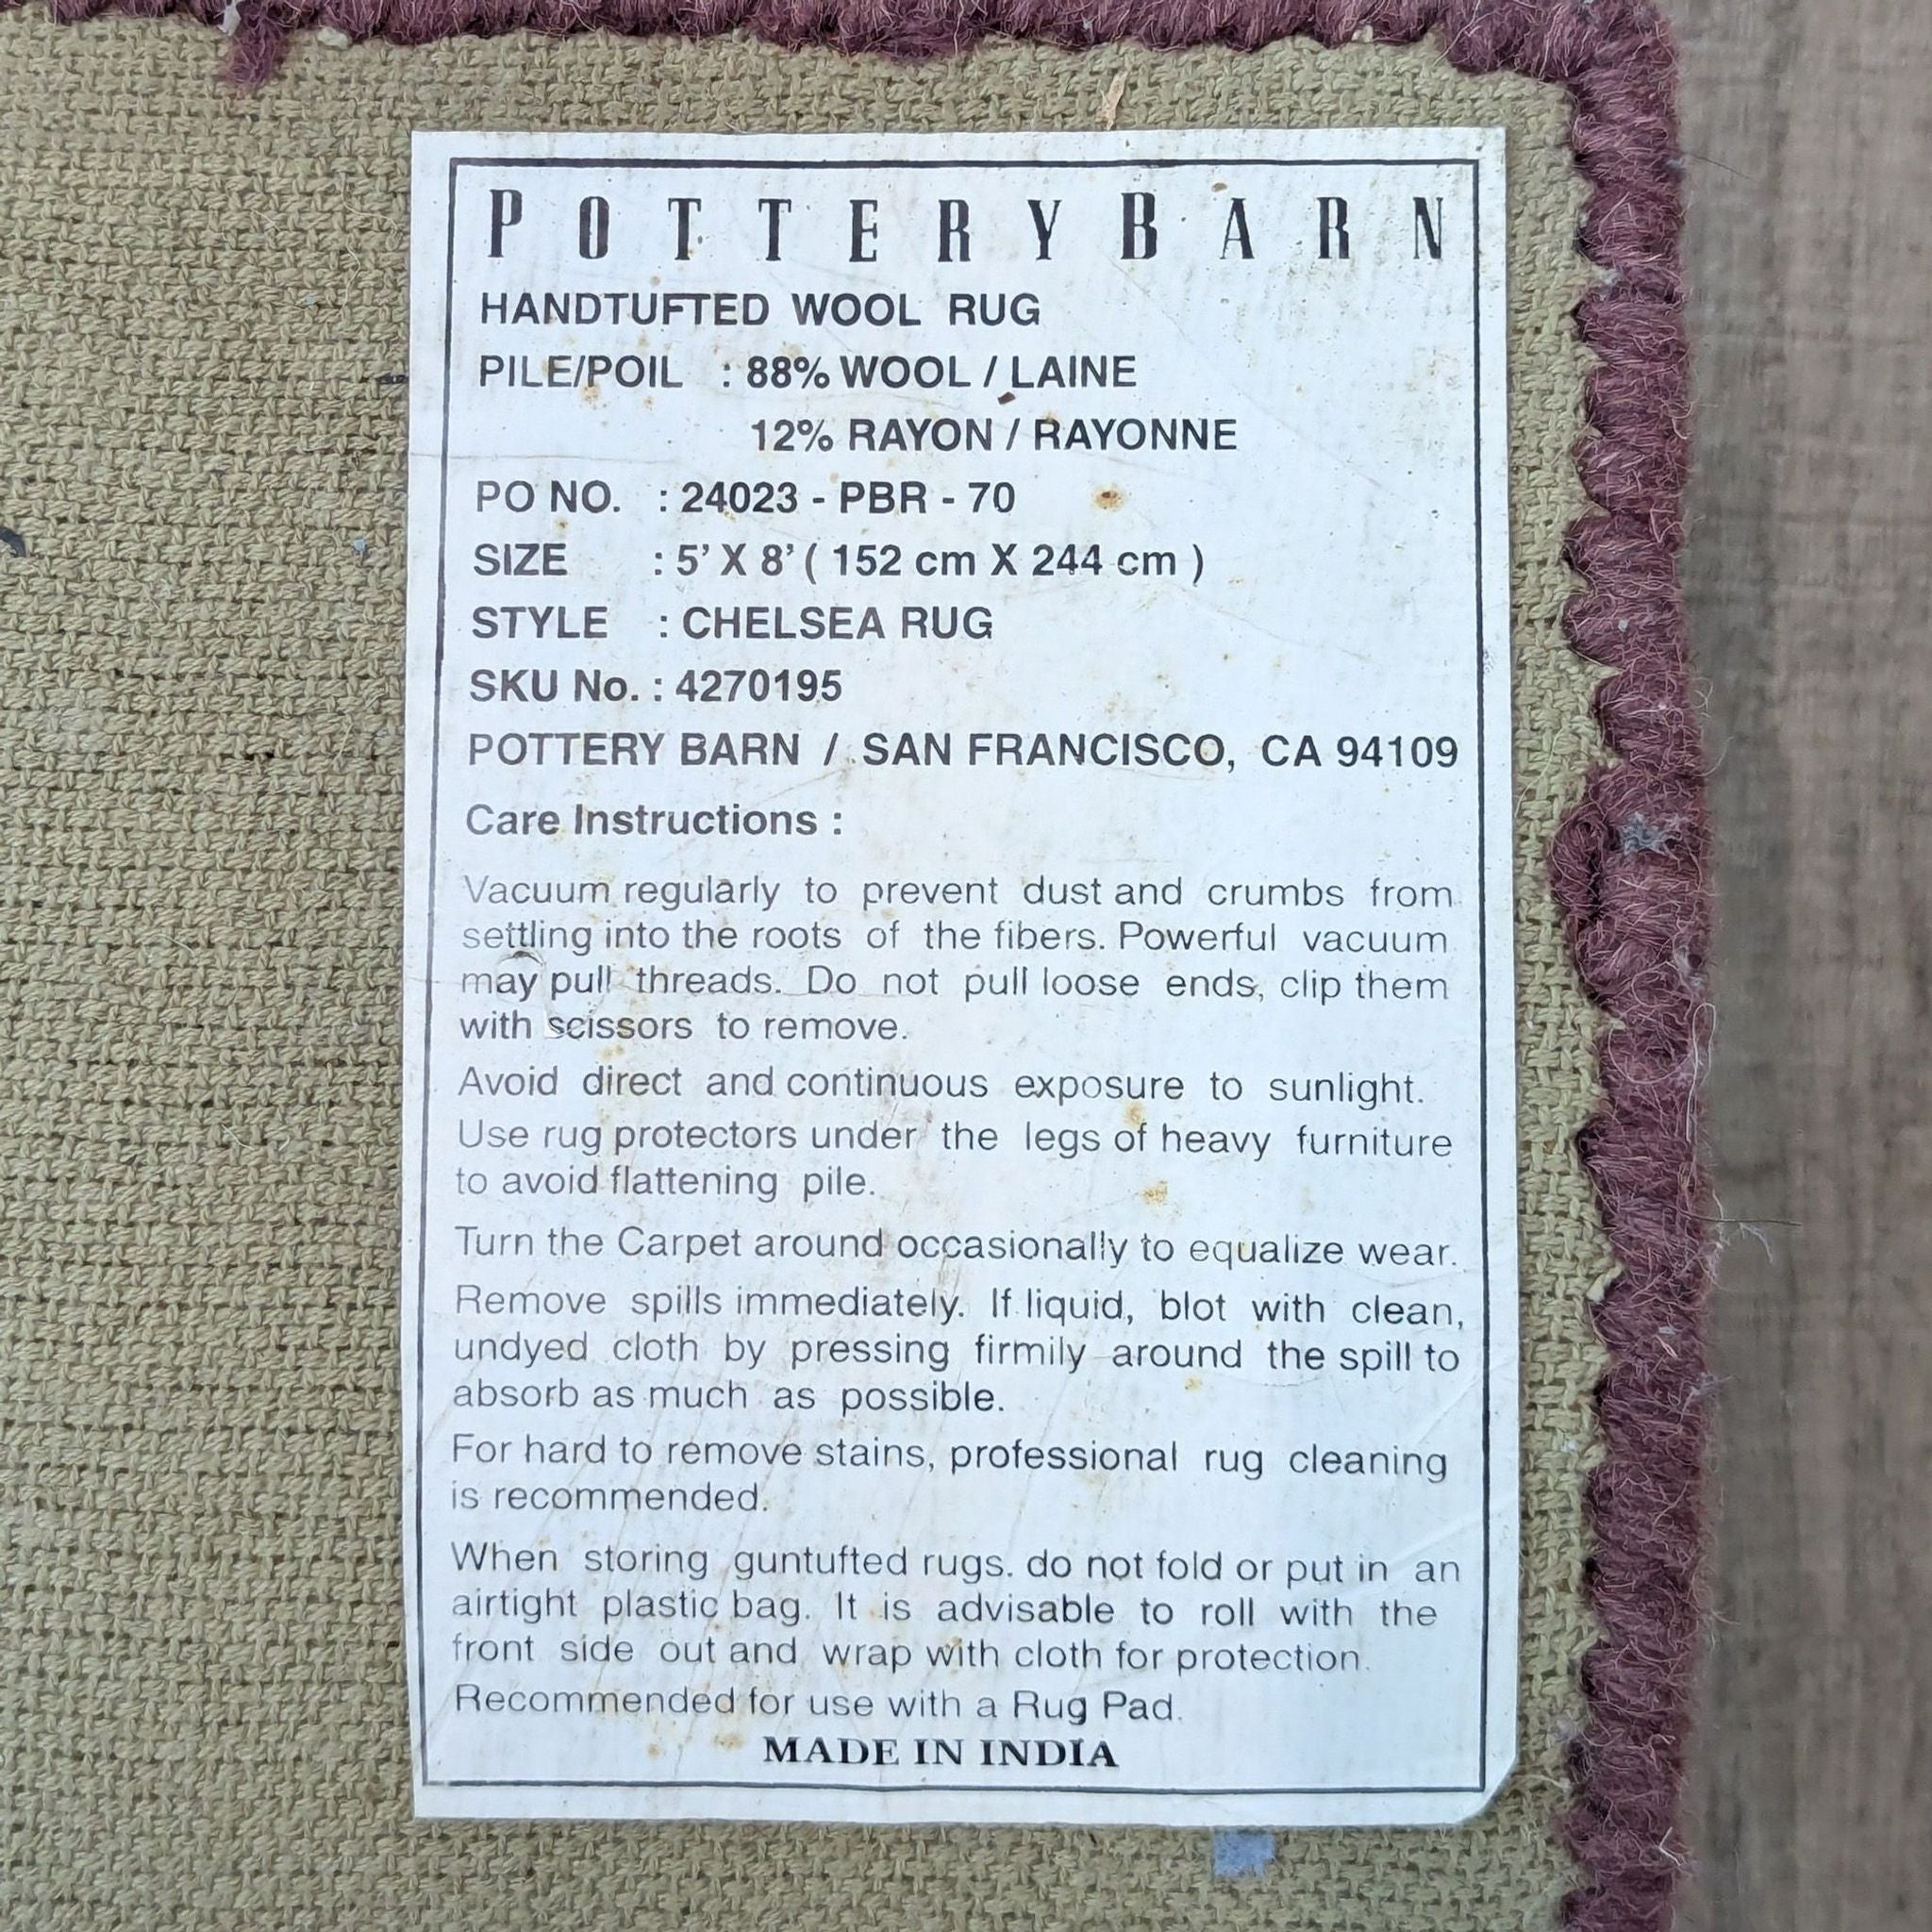 POTTERY BARN
HANDTUFTED WOOL RUG
PILE/POIL : 88% WOOL / LAINE
12% RAYON / RAYONNE
PO NO. : 24023 - PBR - 70
SIZE : 5' X 8' ( 152 cm X 244 cm )
STYLE : CHELSEA RUG
SKU No. : 4270195
POTTERY BARN / SAN FRANCISCO, CA 94109
Care Instructions :
Vacuum regularly to prevent dust and crumbs from
settling into the roots of the fibers. Powerful vacuum
may pull threads. Do not pull loose ends, clip them
with scissors to remove.
Avoid direct and continuous exposure to sunlight.
Use rug protectors under the legs of heavy furniture
to avoid flattening pile.
Turn the Carpet around occasionally to equalize wear.
Remove spills immediately. If liquid, blot with clean,
undyed cloth by pressing firmily around the spill to
absorb as much as possible.
For hard to remove stains, professional rug cleaning
is recommended.
When storing guntufted rugs. do not fold or put in an
airtight plastic bag. It is advisable to roll with the
front side out and wrap with cloth for protection.
Recommended for use with a Rug Pad.
MADE IN INDIA